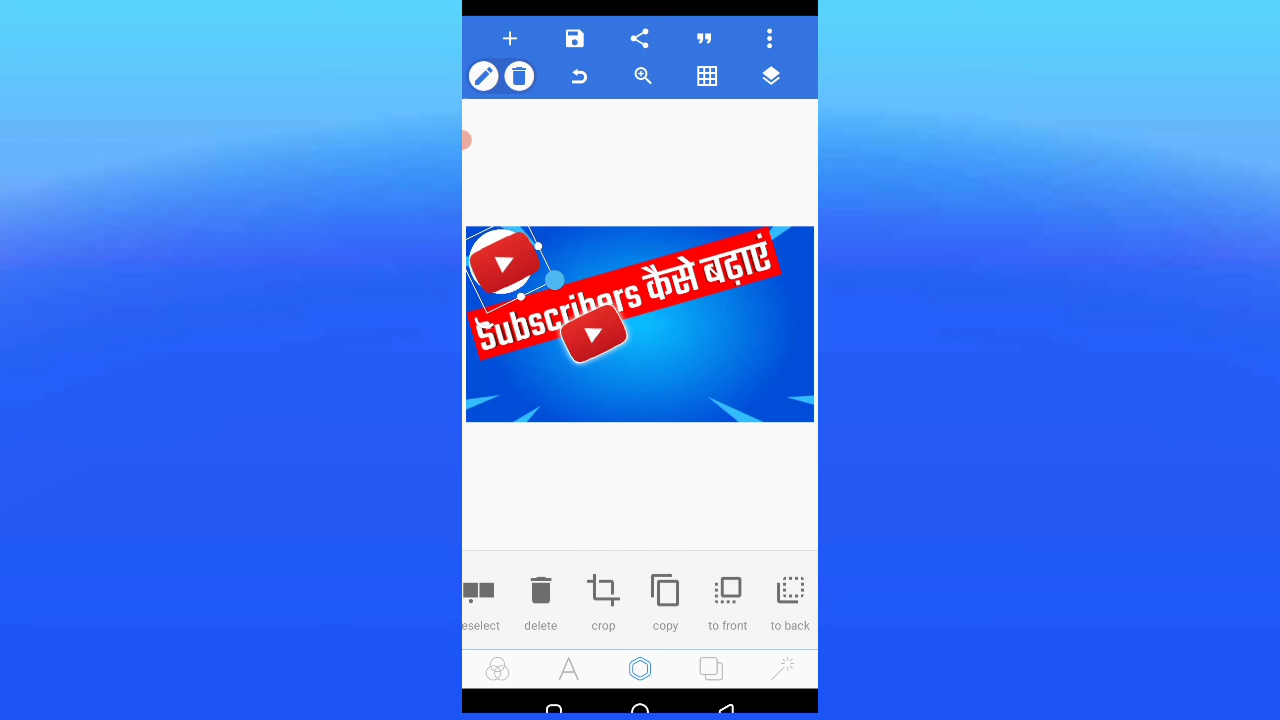 Subscribers कैसे बढ़ाएं
eselect
delete
crop
copy
to front
to back